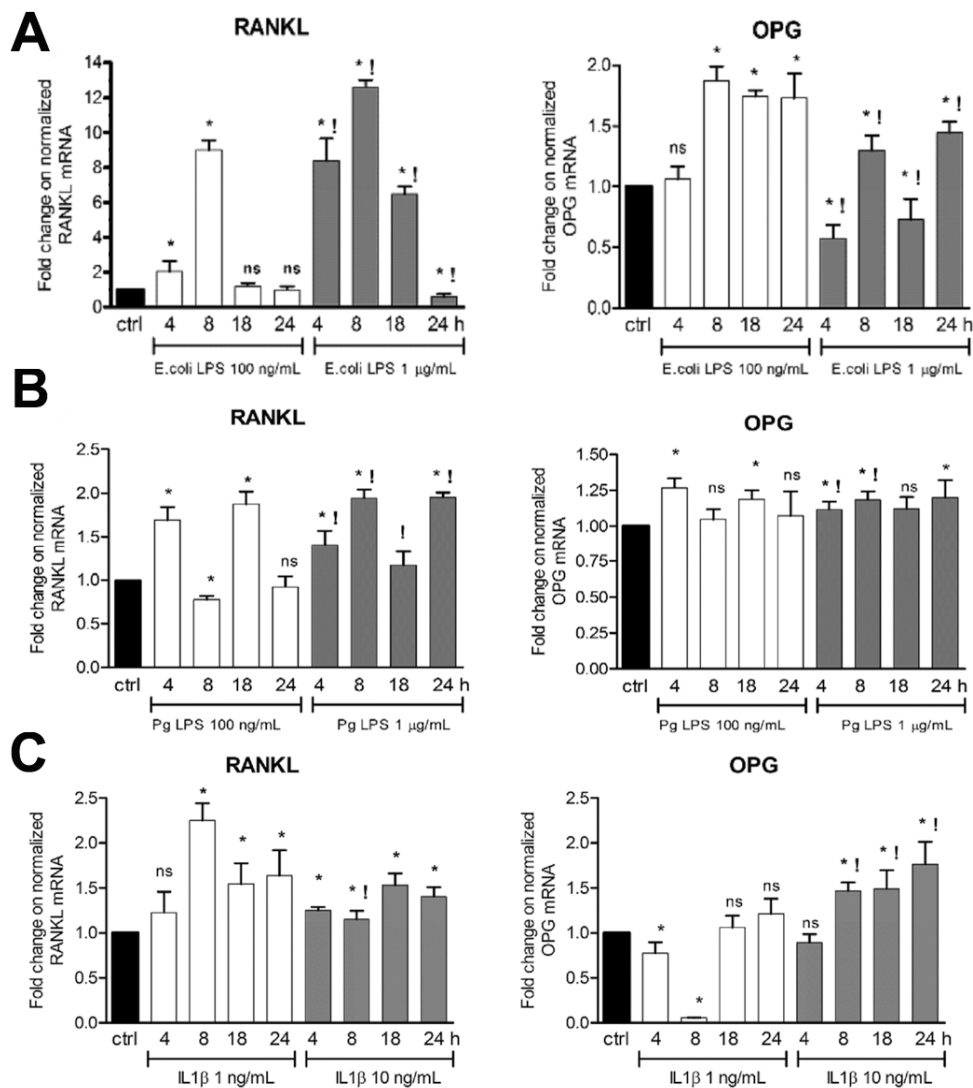 A
RANKL
Fold change on normalized
RANKL mRNA
14
12
10
8
6
4
2
0
*
*
ns
ns
* !
* !
* !
* !
ctrl 4 8 18 24 4 8 18 24 h
E.coli LPS 100 ng/mL E.coli LPS 1 µg/mL
OPG
Fold change on normalized
OPG mRNA
2.0
1.5
1.0
0.5
0.0
ns
*
*
*
* !
* !
* !
* !
ctrl 4 8 18 24 4 8 18 24 h
E.coli LPS 100 ng/mL E.coli LPS 1 µg/mL
B
RANKL
Fold change on normalized
RANKL mRNA
2.5
2.0
1.5
1.0
0.5
0.0
*
*
*
ns
* !
* !
!
* !
ctrl 4 8 18 24 4 8 18 24 h
Pg LPS 100 ng/mL Pg LPS 1 µg/mL
OPG
Fold change on normalized
OPG mRNA
1.50
1.25
1.00
0.75
0.50
0.25
0.00
*
ns
*
ns
* !
* !
ns
*
ctrl 4 8 18 24 4 8 18 24 h
Pg LPS 100 ng/mL Pg LPS 1 µg/mL
C
RANKL
Fold change on normalized
RANKL mRNA
2.5
2.0
1.5
1.0
0.5
0.0
ns
*
*
*
*
* !
*
*
ctrl 4 8 18 24 4 8 18 24 h
IL1β 1 ng/mL IL1β 10 ng/mL
OPG
Fold change on normalized
OPG mRNA
2.5
2.0
1.5
1.0
0.5
0.0
*
*
ns
ns
ns
* !
* !
* !
ctrl 4 8 18 24 4 8 18 24 h
IL1β 1 ng/mL IL1β 10 ng/mL